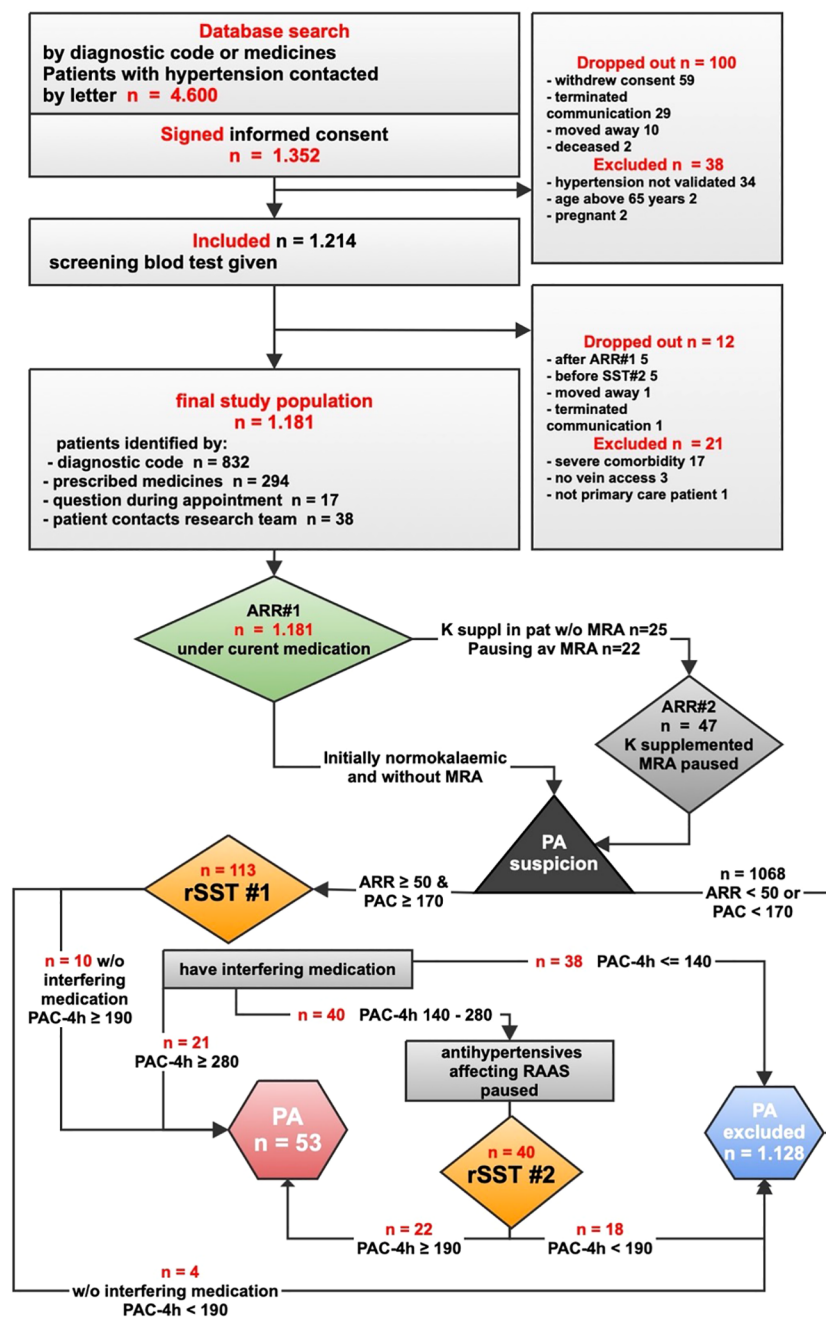 Database search
by diagnostic code or medicines
Patients with hypertension contacted
by letter n = 4.600
Signed informed consent
n = 1.352
Dropped out n = 100
- withdrew consent 59
- terminated
communication 29
- moved away 10
- deceased 2
Excluded n = 38
- hypertension not validated 34
- age above 65 years 2
- pregnant 2
Included n = 1.214
screening blod test given
Dropped out n = 12
- after ARR#1 5
- before SST#2 5
- moved away 1
- terminated
communication 1
Excluded n = 21
- severe comorbidity 17
- no vein access 3
- not primary care patient 1
final study population
n = 1.181
patients identified by:
- diagnostic code n = 832
- prescribed medicines n = 294
- question during appointment n = 17
- patient contacts research team n = 38
ARR#1
n = 1.181
under curent medication
K suppl in pat w/o MRA n=25
Pausing av MRA n=22
ARR#2
n = 47
K supplemented
MRA paused
Initially normokalaemic
and without MRA
PA
suspicion
n = 1068
ARR < 50 or
PAC < 170
ARR ≥ 50 &
PAC ≥ 170
n = 113
rSST #1
n = 10 w/o
interfering
medication
PAC-4h ≥ 190
have interfering medication
n = 38 PAC-4h <= 140
n = 40 PAC-4h 140 - 280
n = 21
PAC-4h ≥ 280
antihypertensives
affecting RAAS
paused
PA
n = 53
n = 40
rSST #2
PA
excluded
n = 1.128
n = 22
PAC-4h ≥ 190
n = 18
PAC-4h < 190
n = 4
w/o interfering medication
PAC-4h < 190